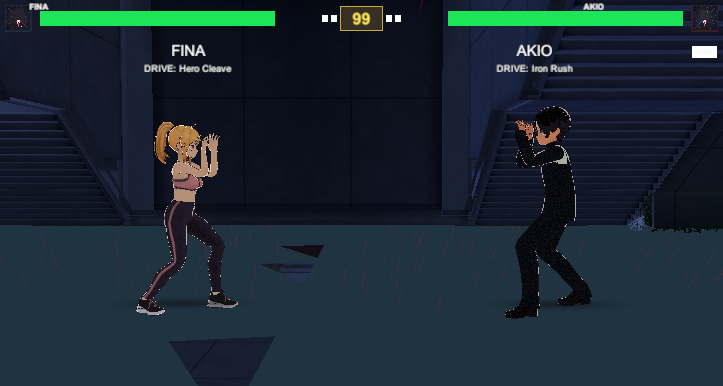 FINA
99
AKIO
FINA
DRIVE: Hero Cleave
AKIO
DRIVE: Iron Rush